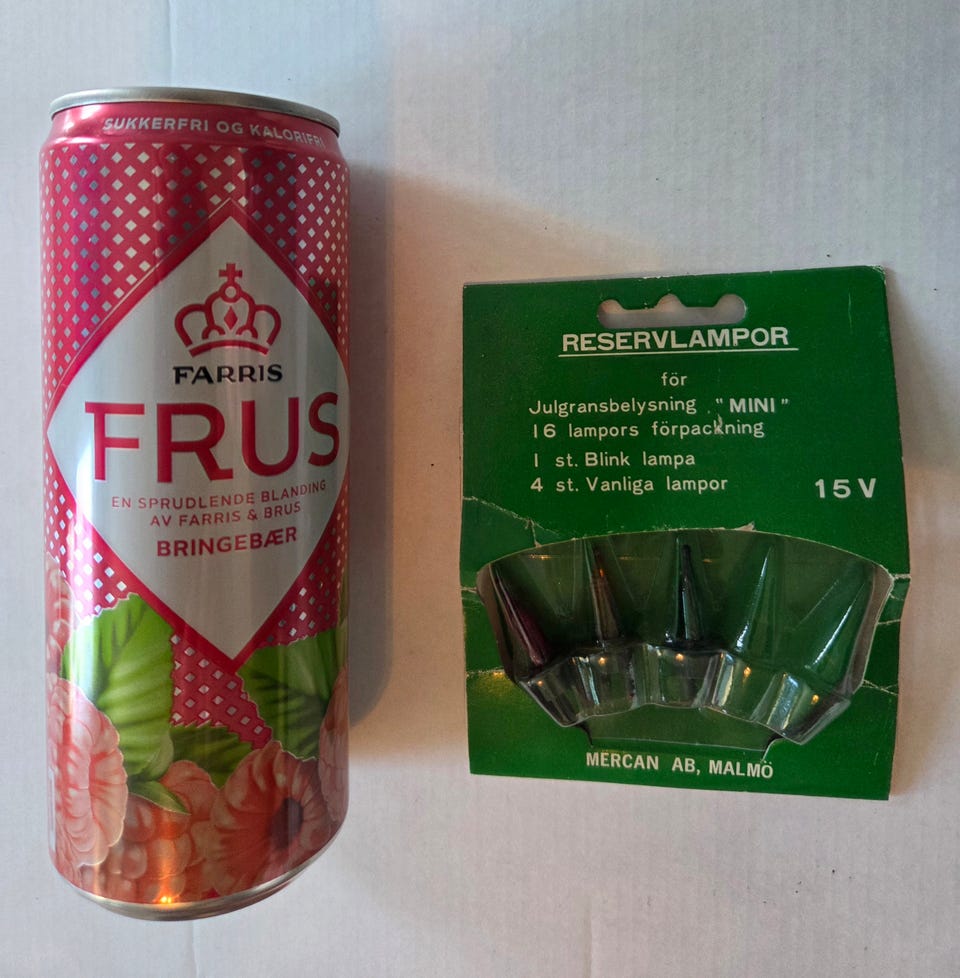 SUKKERFRI OG KALORIFRI
FARRIS
FRUS
EN SPRUDLENDE BLANDING
AV FARRIS & BRUS
BRINGEBÆR
RESERVLAMPOR
för
Julgransbelysning "MINI"
16 lampors förpackning
1 st. Blink lampa
4 st. Vanliga lampor
15 V
MERCAN AB, MALMÖ